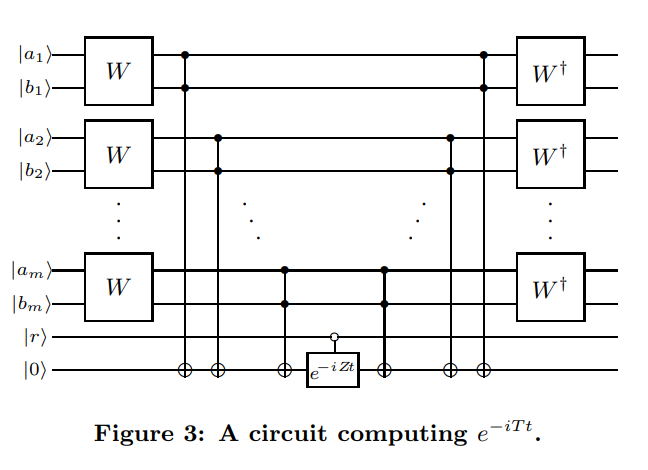 |a₁⟩
W
W†
|b₁⟩
|a₂⟩
W
W†
|b₂⟩
|aₘ⟩
W
W†
|bₘ⟩
|r⟩
|0⟩
e^{-iZt}
Figure 3: A circuit computing e^{-iTt}.